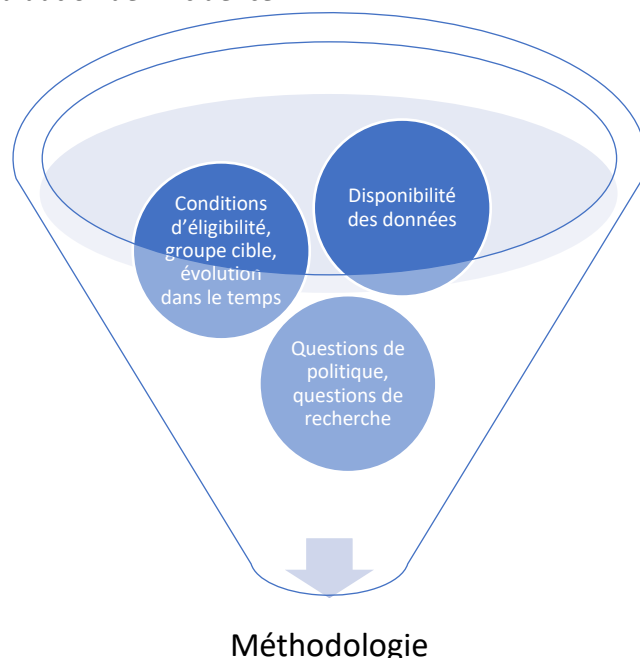 Conditions
d’éligibilité,
groupe cible,
évolution
dans le temps
Disponibilité
des données
Questions de
politique,
questions de
recherche
Méthodologie